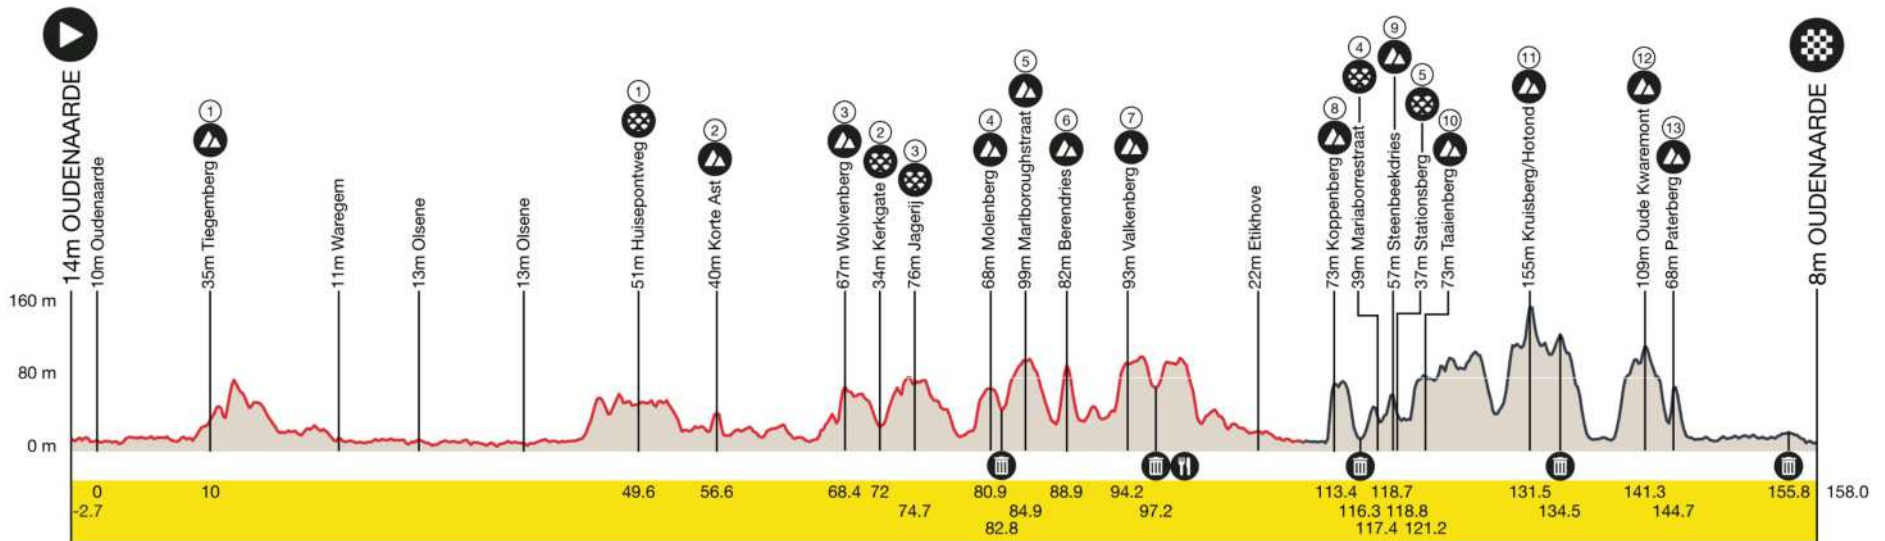 14m OUDENAARDE
10m Oudenaarde
1
35m Tiegemberg
11m Waregem
13m Olsene
13m Olsene
1
51m Huisepontweg
2
40m Korte Ast
3
67m Wolvenberg
2
34m Kerkgate
3
76m Jagerij
4
68m Molenberg
5
99m Marlboroughstraat
6
82m Berendries
7
93m Valkenberg
22m Etikhove
8
73m Koppenberg
4
39m Mariaborrestraat
9
57m Steenbeekdries
5
37m Stationsberg
10
73m Taaienberg
11
155m Kruisberg/Hotond
12
109m Oude Kwaremont
13
68m Paterberg
8m OUDENAARDE
160 m
80 m
0 m
0 10 49.6 56.6 68.4 72 80.9 88.9 94.2 113.4 118.7 131.5 141.3 155.8 158.0
-2.7 74.7 84.9 97.2 116.3 118.8 134.5 144.7
82.8 117.4 121.2